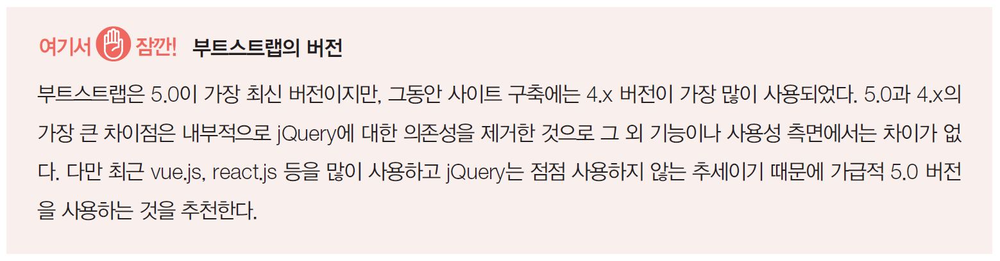 여기서 잠깐! 부트스트랩의 버전
부트스트랩은 5.0이 가장 최신 버전이지만, 그동안 사이트 구축에는 4.x 버전이 가장 많이 사용되었다. 5.0과 4.x의
가장 큰 차이점은 내부적으로 jQuery에 대한 의존성을 제거한 것으로 그 외 기능이나 사용성 측면에서는 차이가 없
다. 다만 최근 vue.js, react.js 등을 많이 사용하고 jQuery는 점점 사용하지 않는 추세이기 때문에 가급적 5.0 버전
을 사용하는 것을 추천한다.